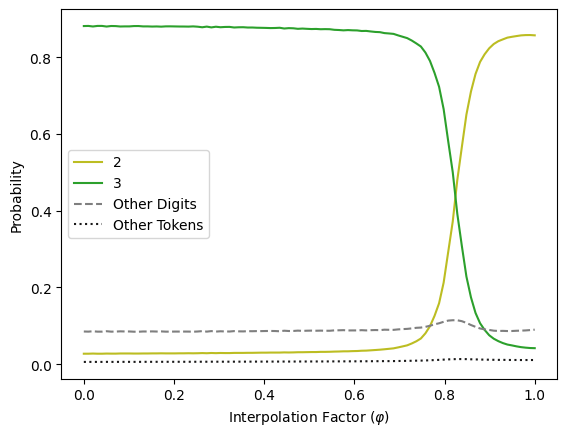 0.8
0.6
0.4
0.2
0.0
Probability
2
3
Other Digits
Other Tokens
0.0 0.2 0.4 0.6 0.8 1.0
Interpolation Factor (φ)